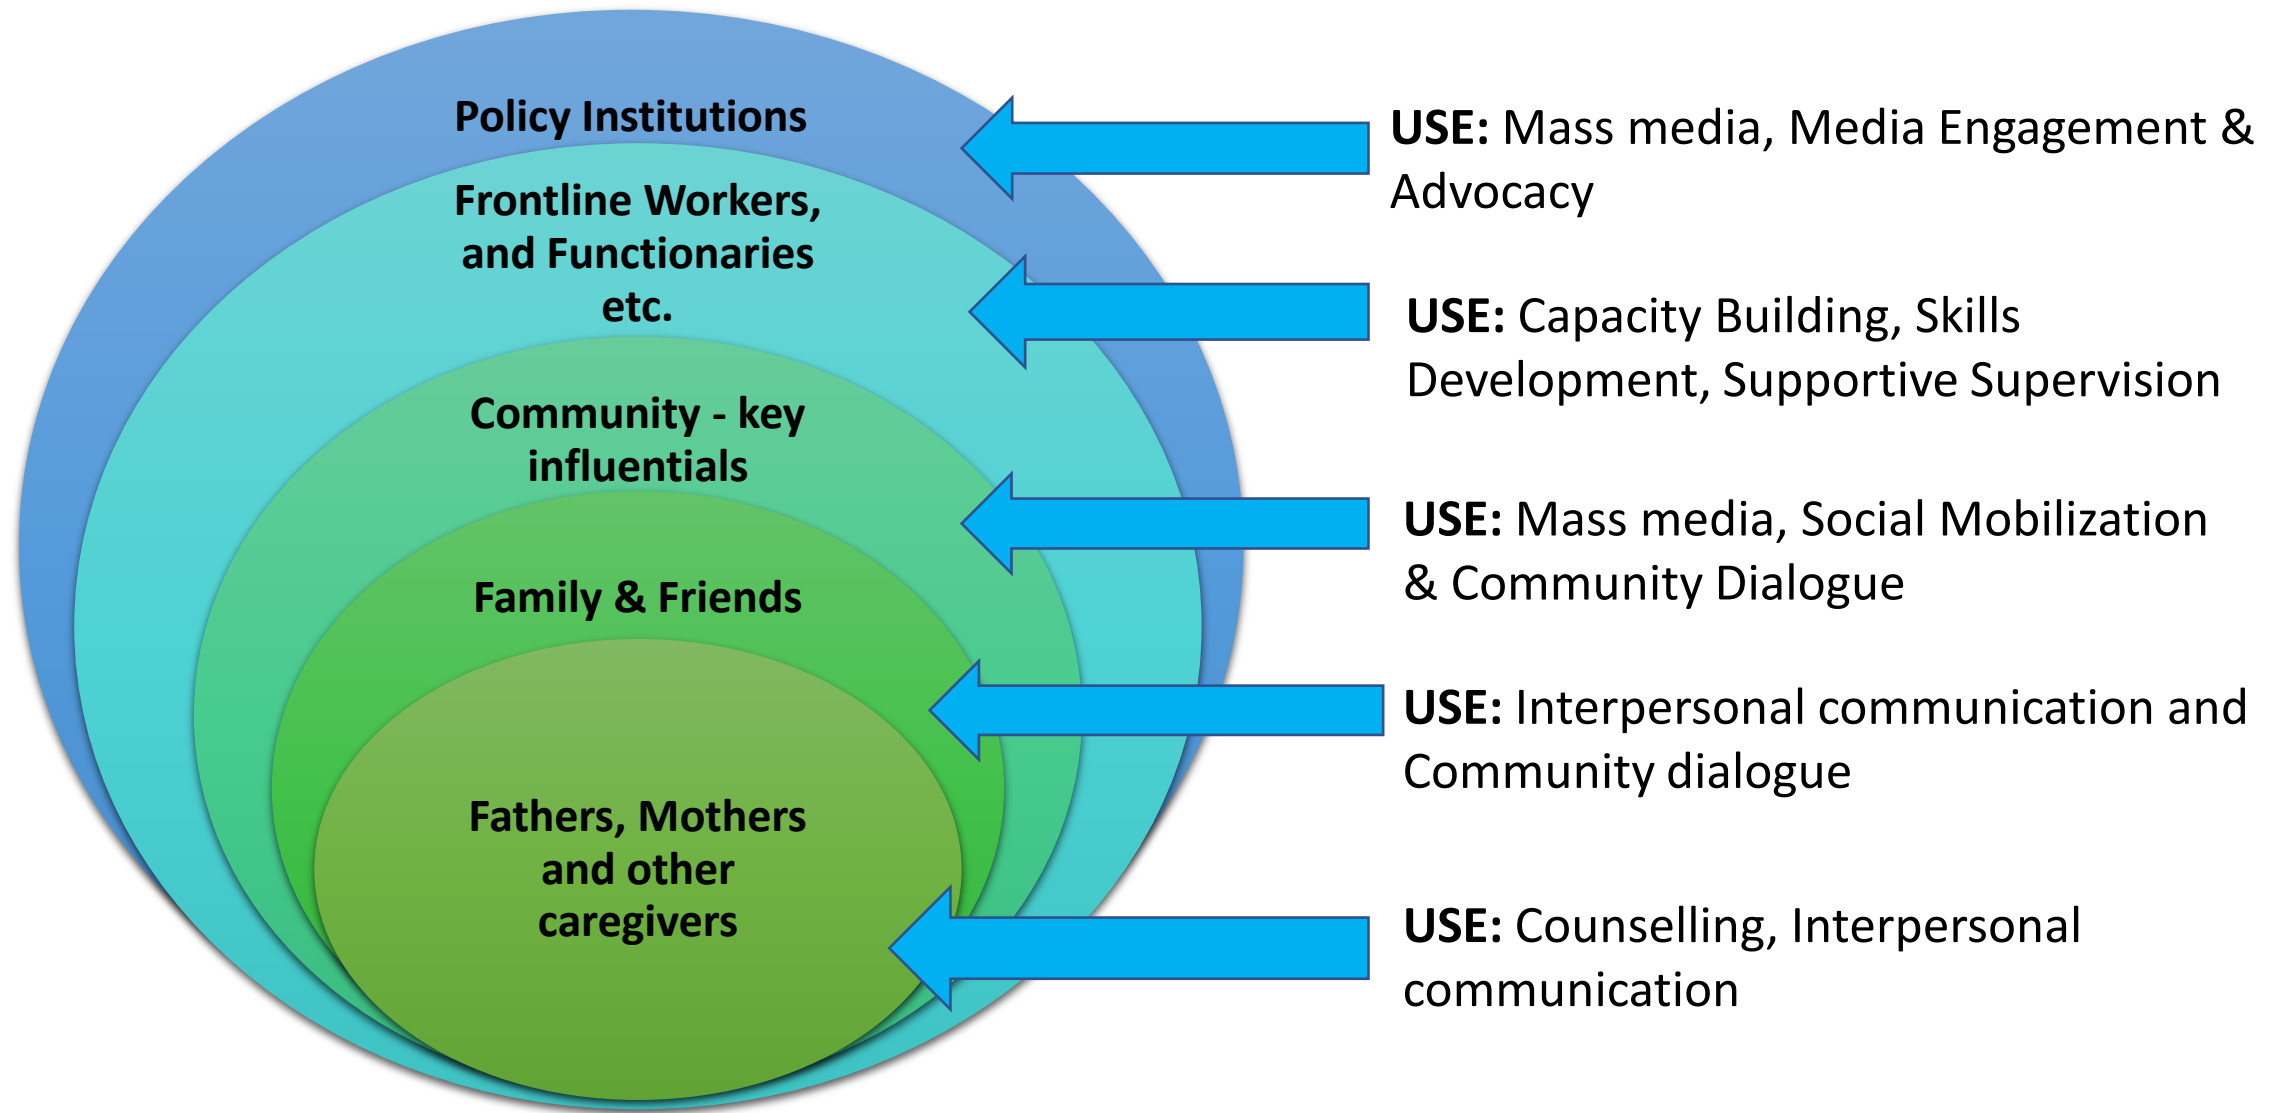 Policy Institutions
Frontline Workers,
and Functionaries
etc.
Community - key
influentials
Family & Friends
Fathers, Mothers
and other
caregivers
USE: Mass media, Media Engagement &
Advocacy
USE: Capacity Building, Skills
Development, Supportive Supervision
USE: Mass media, Social Mobilization
& Community Dialogue
USE: Interpersonal communication and
Community dialogue
USE: Counselling, Interpersonal
communication